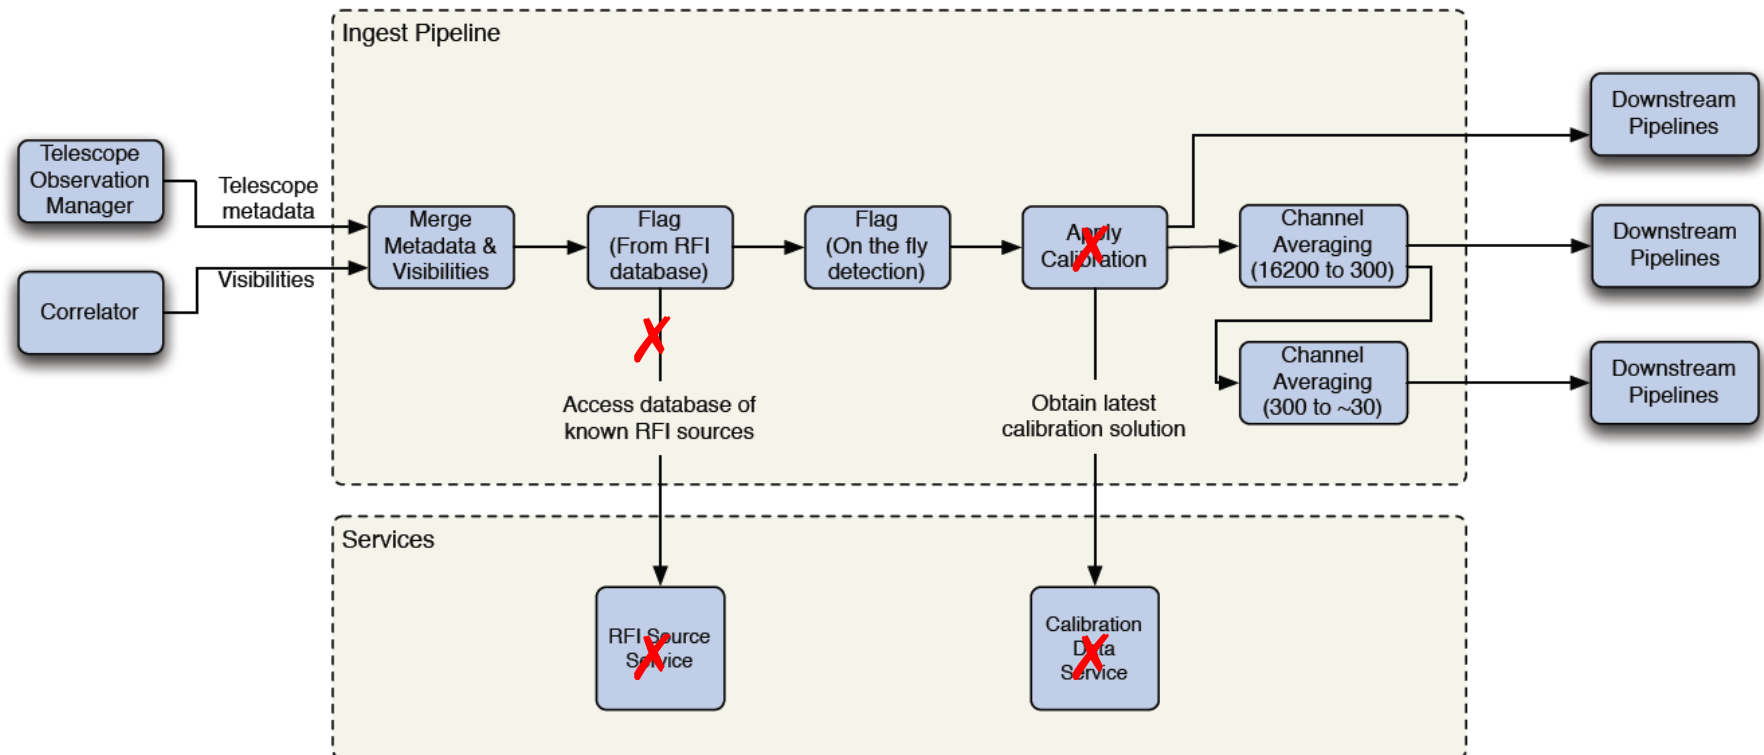 Ingest Pipeline
Telescope
Observation
Manager
Correlator
Telescope
metadata
Visibilities
Merge
Metadata &
Visibilities
Flag
(From RFI
database)
Flag
(On the fly
detection)
Apply
Calibration
Channel
Averaging
(16200 to 300)
Channel
Averaging
(300 to ~30)
Downstream
Pipelines
Downstream
Pipelines
Downstream
Pipelines
Access database of
known RFI sources
Obtain latest
calibration solution
Services
RFI Source
Service
Calibration
Data
Service